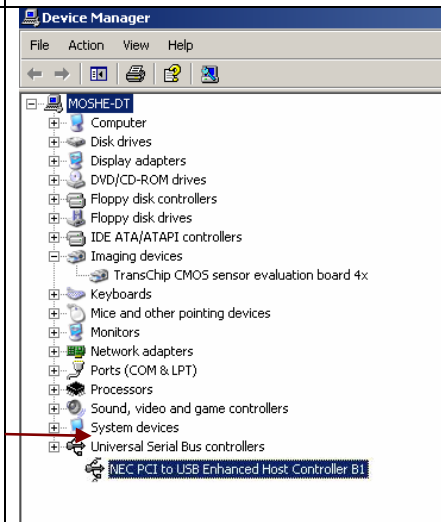 Device Manager
File Action View Help
MOSHE-DT
Computer
Disk drives
Display adapters
DVD/CD-ROM drives
Floppy disk controllers
Floppy disk drives
IDE ATA/ATAPI controllers
Imaging devices
TransChip CMOS sensor evaluation board 4x
Keyboards
Mice and other pointing devices
Monitors
Network adapters
Ports (COM & LPT)
Processors
Sound, video and game controllers
System devices
Universal Serial Bus controllers
NEC PCI to USB Enhanced Host Controller B1